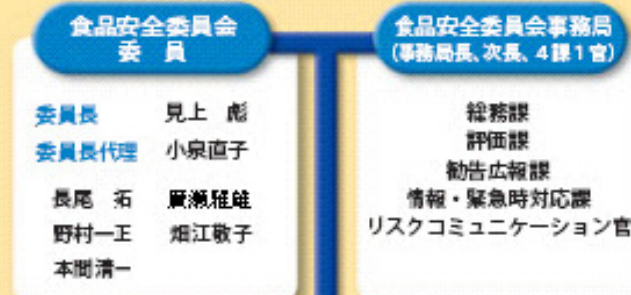 食品安全委員会
委 員
委員長 見上 彪
委員長代理 小泉直子
長尾 拓 廣瀬雅雄
野村一正 畑江敬子
本間清一
食品安全委員会事務局
(事務局長、次長、4課1官)
総務課
評価課
勧告広報課
情報・緊急時対応課
リスクコミュニケーション官